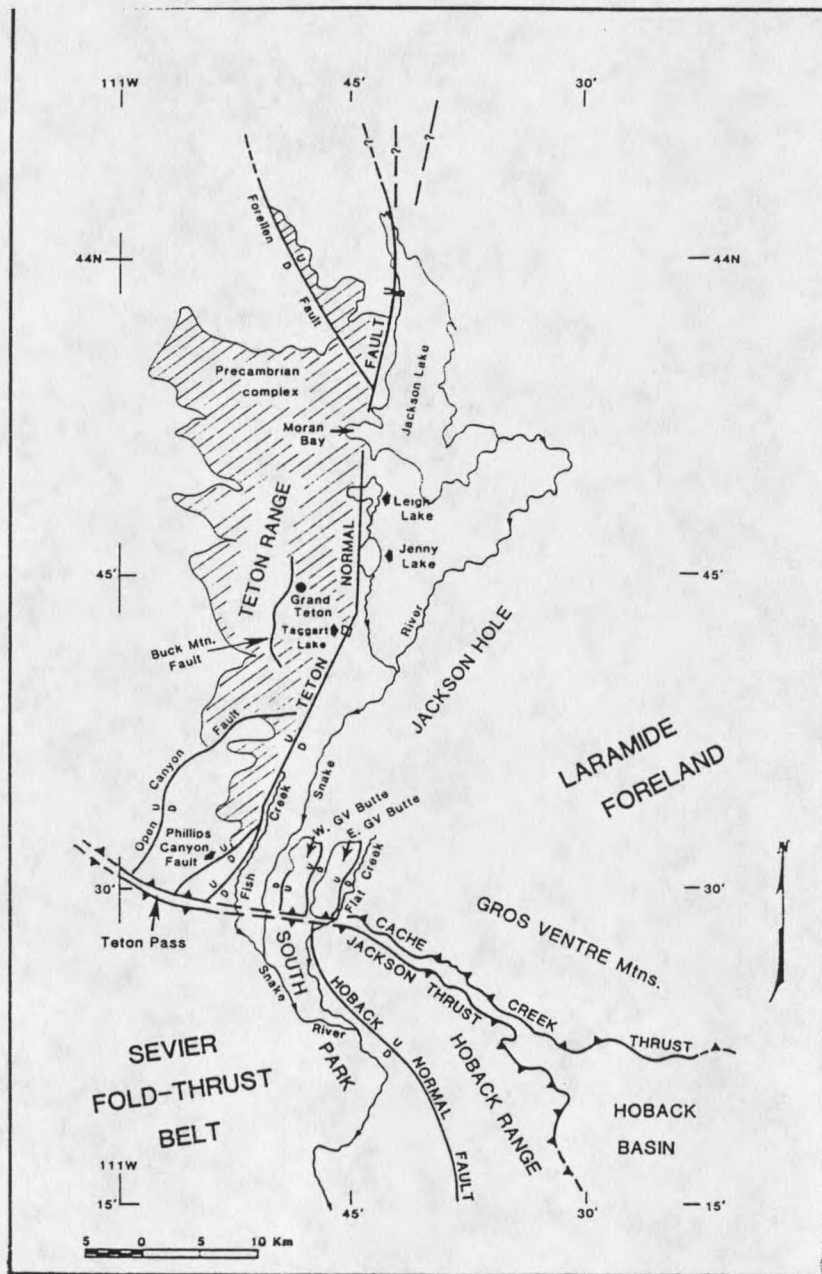 111W
45'
30'
?
?
?
Forellen
Fault
U
D
44N
44N
U
D
FAULT
Jackson Lake
Precambrian
complex
Moran
Bay
Leigh
Lake
TETON RANGE
NORMAL
Jenny
Lake
45'
45'
River
Grand
Teton
Taggart
Lake
Buck Mtn.
Fault
JACKSON HOLE
TETON
U
D
Open Canyon Fault
U
D
Snake
LARAMIDE
FORELAND
W. GV Butte
E. GV Butte
Creek
Phillips
Canyon
Fault
U
D
U
D
Fish
D
U
U
D
U
D
Flat Creek
N
30'
30'
Teton Pass
GROS VENTRE Mtns.
CACHE
CREEK
THRUST
JACKSON THRUST
SOUTH
PARK
Snake
River
HOBACK
NORMAL
FAULT
U
D
HOBACK RANGE
SEVIER
FOLD-THRUST
BELT
HOBACK
BASIN
111W
15'
45'
30'
15'
5 0 5 10 Km